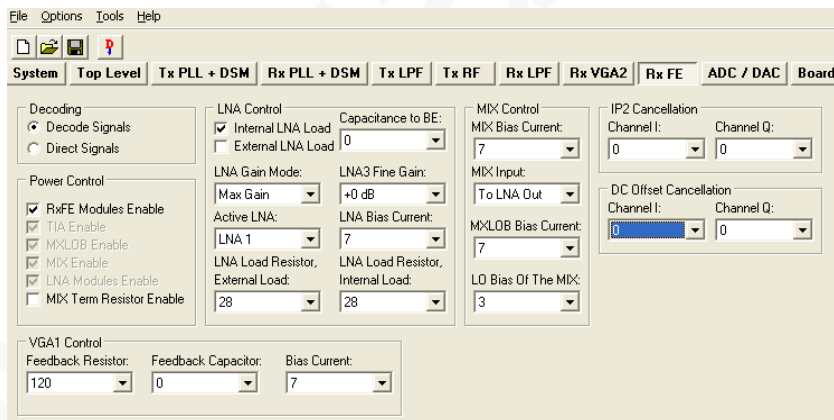 File Options Tools Help
System Top Level Tx PLL + DSM Rx PLL + DSM Tx LPF Tx RF Rx LPF Rx VGA2 Rx FE ADC / DAC Board
Decoding
Decode Signals
Direct Signals
Power Control
RxFE Modules Enable
TIA Enable
MXLOB Enable
MIX Enable
LNA Modules Enable
MIX Term Resistor Enable
LNA Control
Internal LNA Load
External LNA Load
Capacitance to BE:
0
LNA Gain Mode:
Max Gain
LNA3 Fine Gain:
+0 dB
Active LNA:
LNA 1
LNA Bias Current:
7
LNA Load Resistor,
External Load:
28
LNA Load Resistor,
Internal Load:
28
MIX Control
MIX Bias Current:
7
MIX Input:
To LNA Out
MXLOB Bias Current:
7
LO Bias Of The MIX:
3
IP2 Cancellation
Channel I:
0
Channel Q:
0
DC Offset Cancellation
Channel I:
0
Channel Q:
0
VGA1 Control
Feedback Resistor:
120
Feedback Capacitor:
0
Bias Current:
7